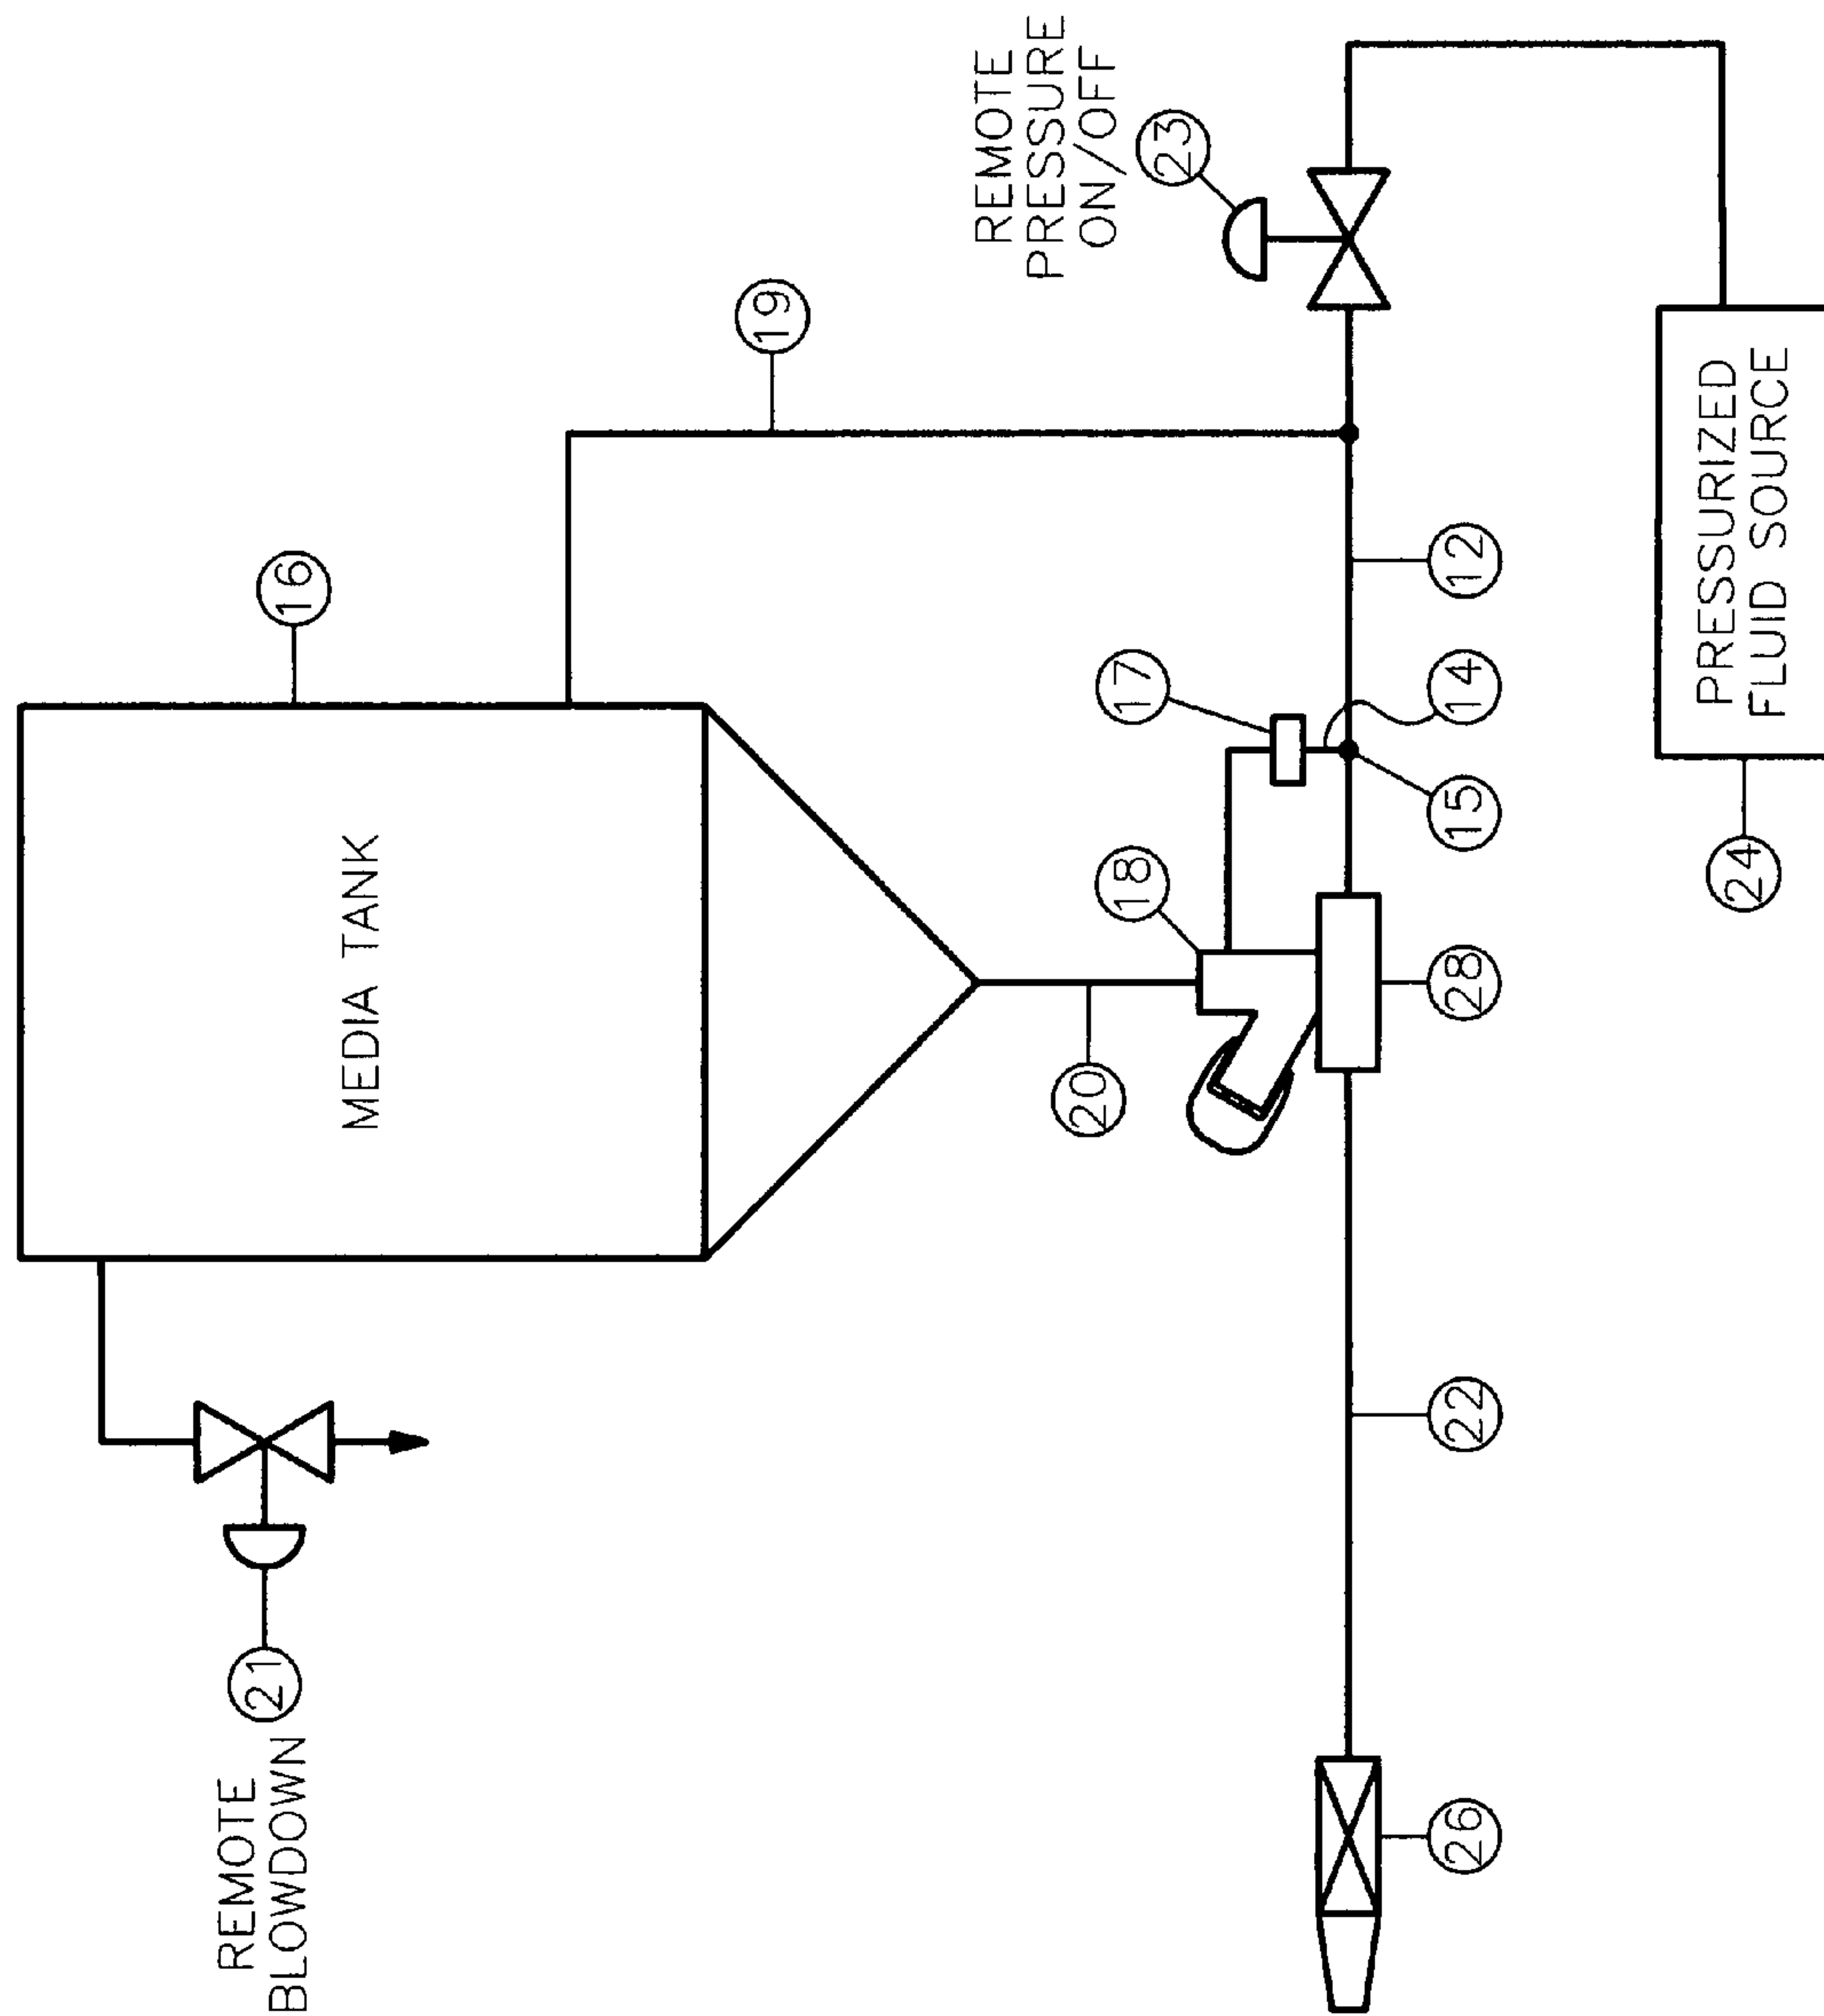 REMOTE
PRESSURE
ON/OFF
23
19
16
12
14
17
15
18
28
20
22
26
MEDIA TANK
21
REMOTE
BLOWDOWN
PRESSURIZED
FLUID SOURCE
24